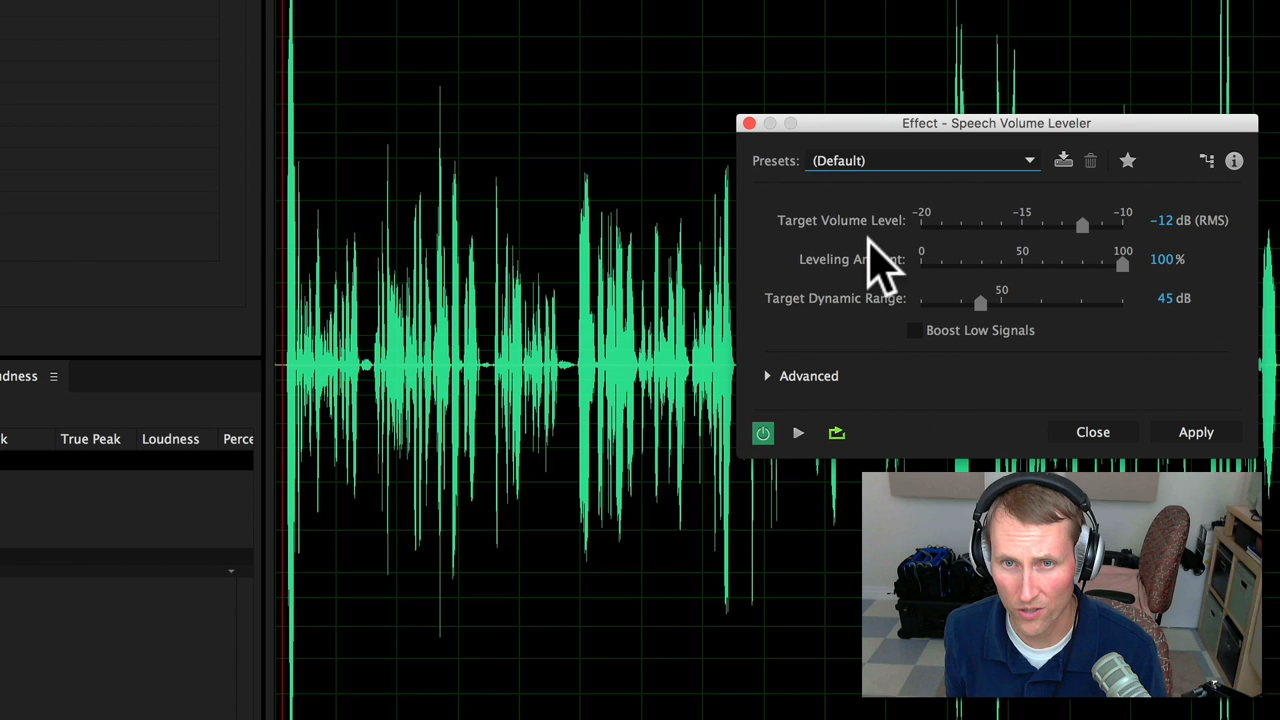 Effect - Speech Volume Leveler
Presets: (Default)
-20 -15 -10
Target Volume Level: -12 dB (RMS)
0 50 100
Leveling 100 %
50
Target Dynamic Range: 45 dB
Boost Low Signals
Advanced
Close Apply
udness
k True Peak Loudness Perce